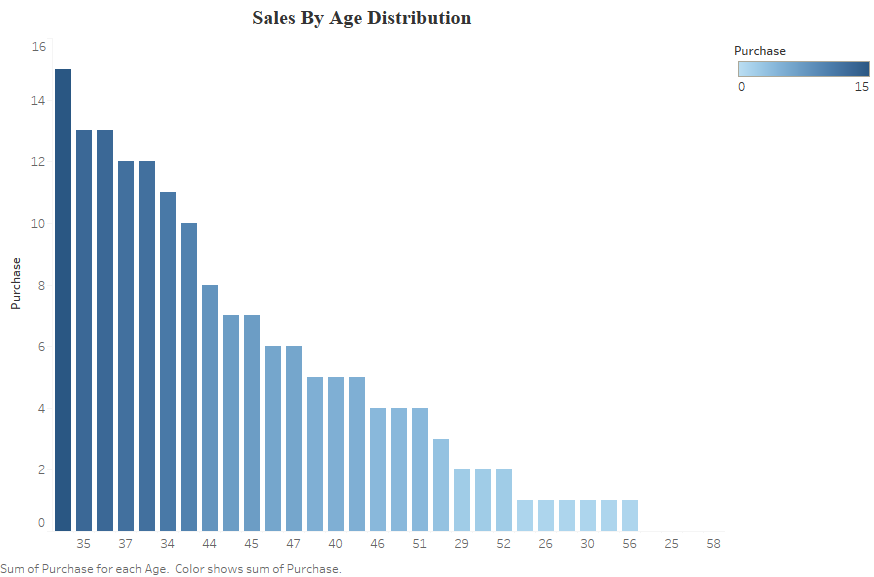 Sales By Age Distribution
Purchase
0 15
16
14
12
10
8
6
4
2
0
Purchase
35 37 34 44 45 47 40 46 51 29 52 26 30 56 25 58
Sum of Purchase for each Age.  Color shows sum of Purchase.